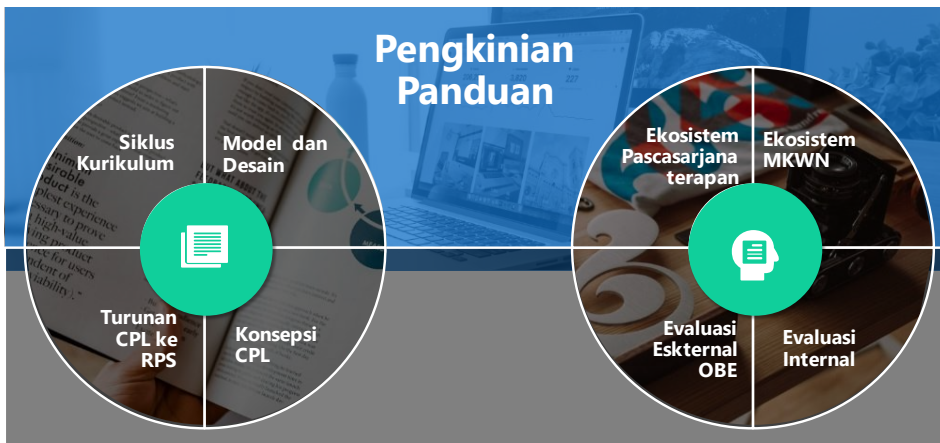 Pengkinian
Panduan
Siklus
Kurikulum
Model dan
Desain
Turunan
CPL ke
RPS
Konsepsi
CPL
Ekosistem
Pascasarjana
terapan
Ekosistem
MKWN
Evaluasi
Eskternal
OBE
Evaluasi
Internal